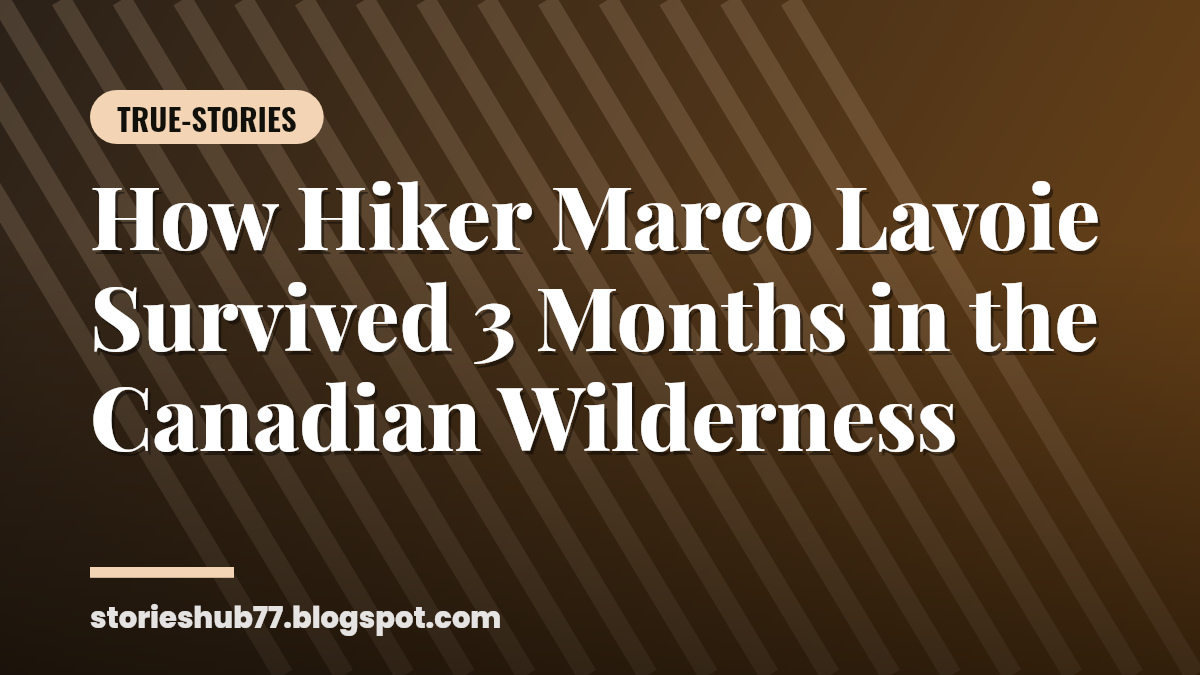 TRUE-STORIES
How Hiker Marco Lavoie
Survived 3 Months in the
Canadian Wilderness
storieshub77.blogspot.com